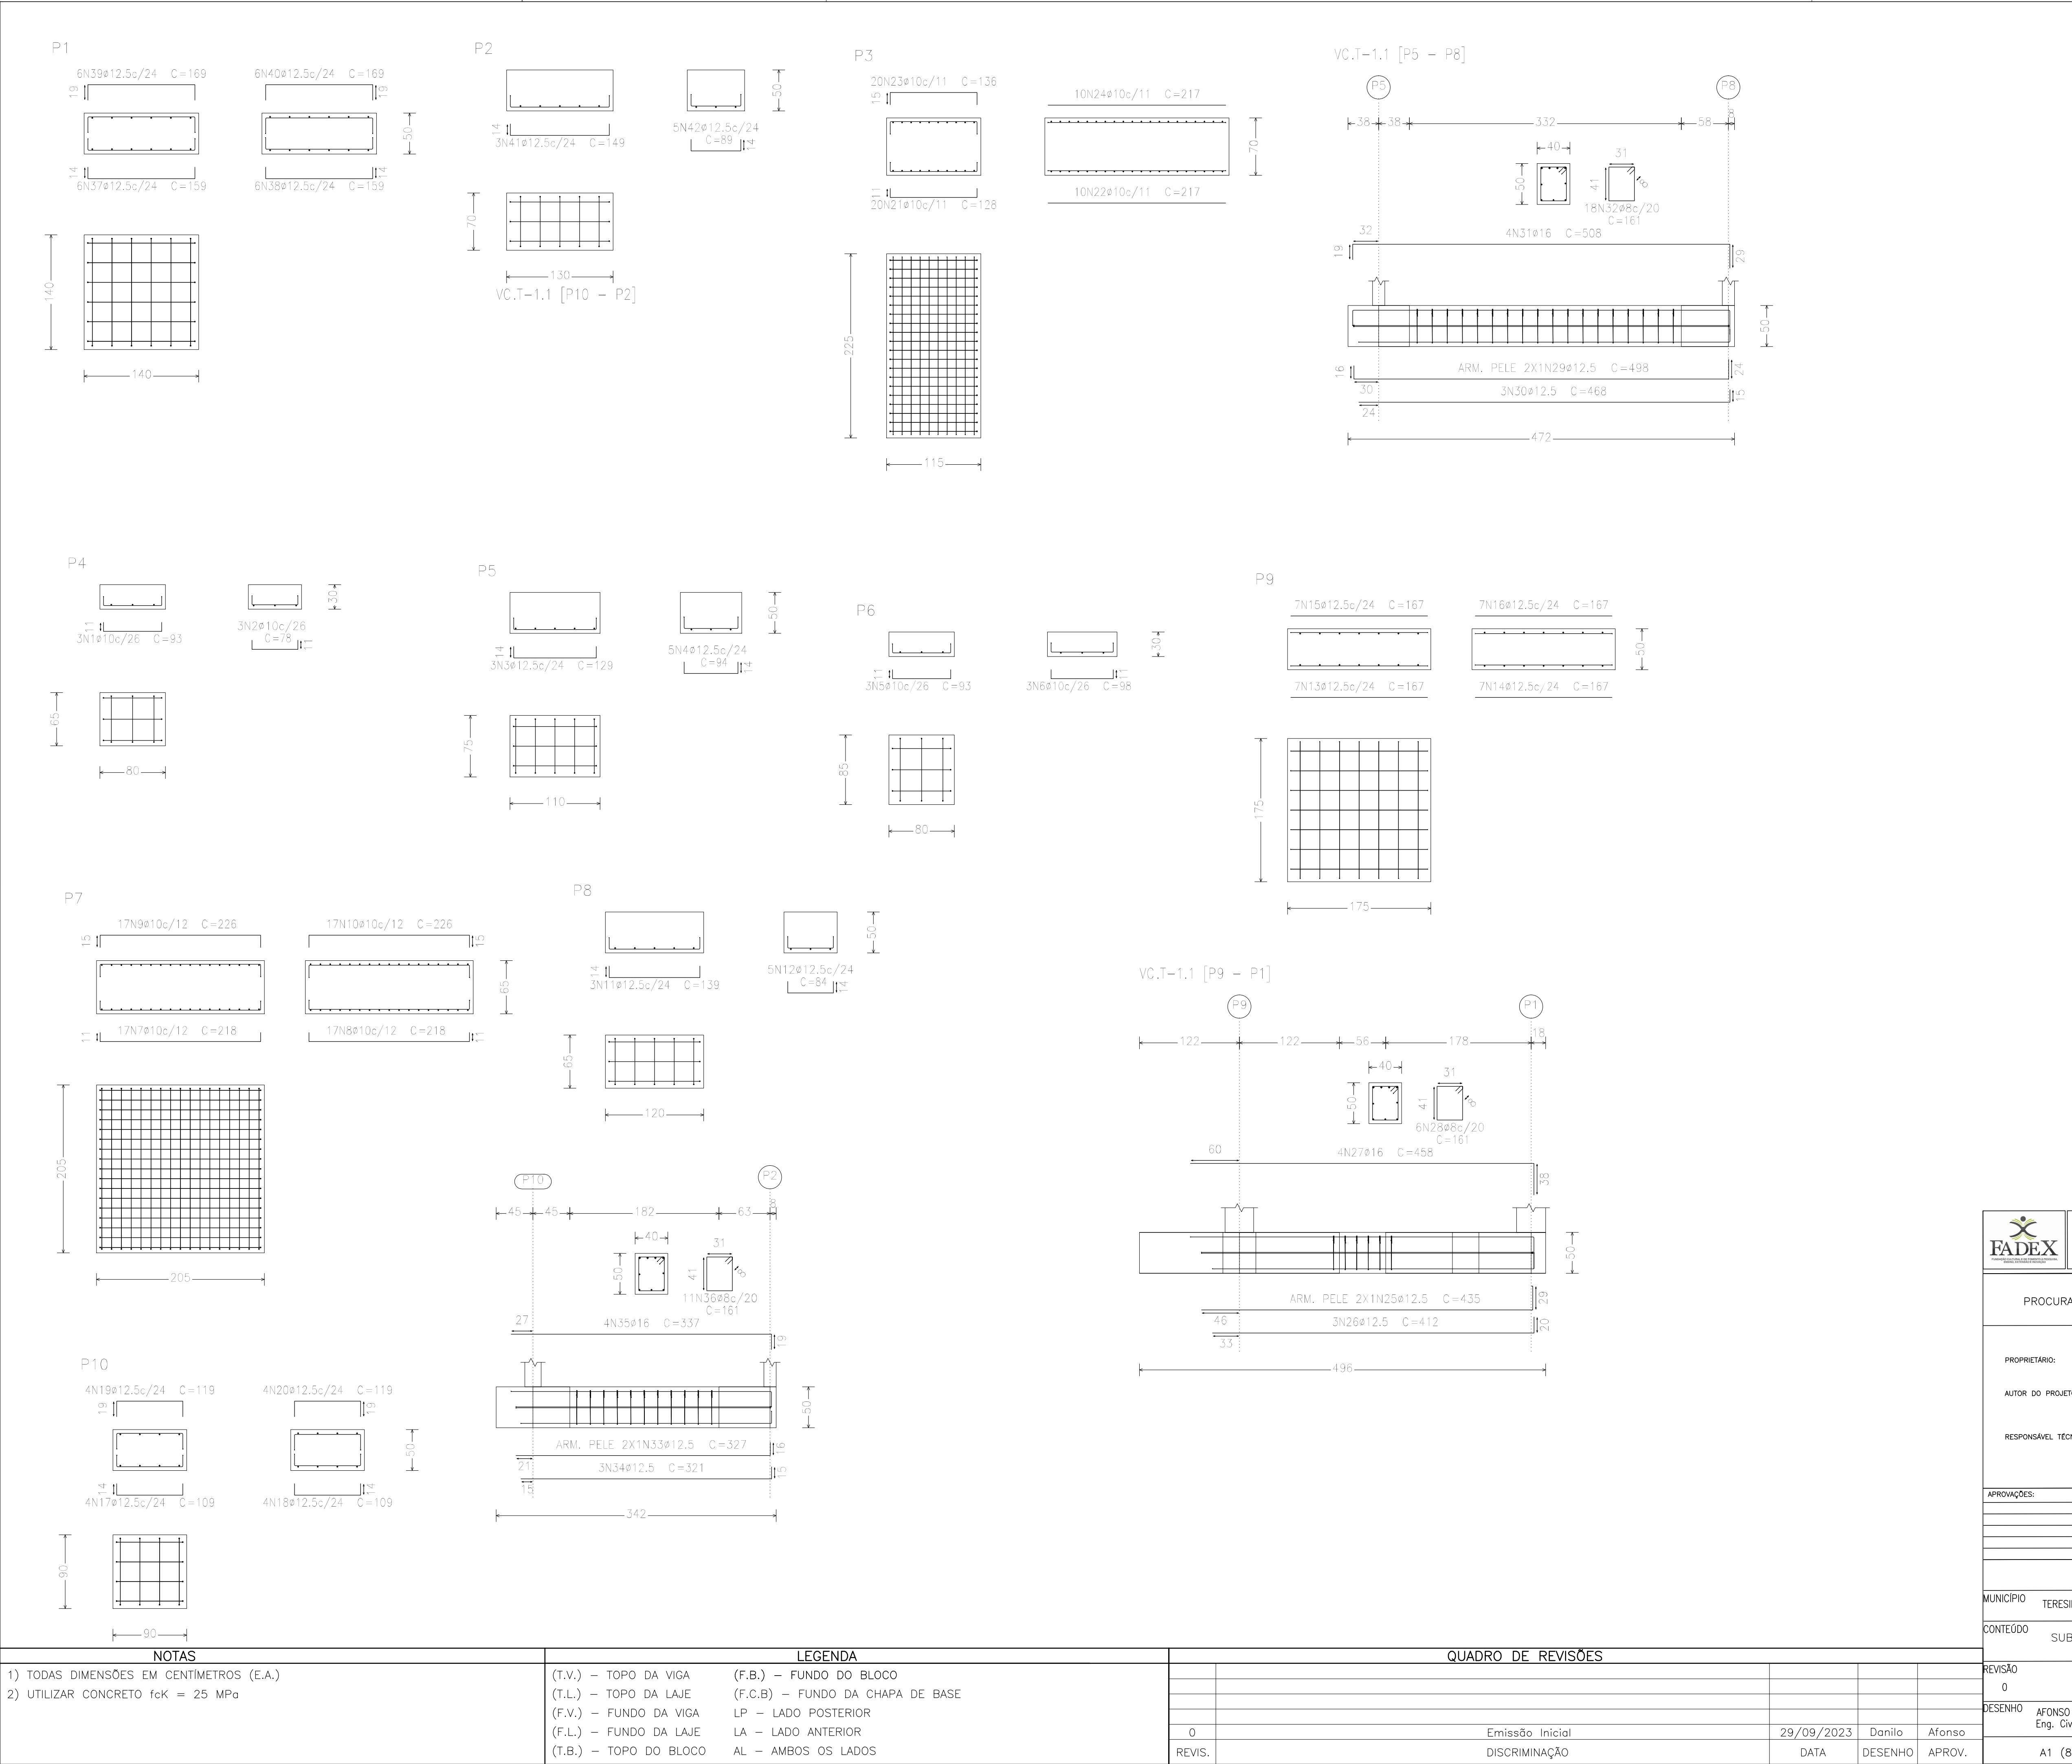 P1
6N39ø12.5c/24 C=169
6N40ø12.5c/24 C=169
19
19
50
14
14
6N37ø12.5c/24 C=159
6N38ø12.5c/24 C=159
140
140
P2
50
14
3N41ø12.5c/24 C=149
5N42ø12.5c/24
C=89
14
70
130
VC.T-1.1 [P10 - P2]
P3
20N23ø10c/11 C=136
15
10N24ø10c/11 C=217
70
11
20N21ø10c/11 C=128
10N22ø10c/11 C=217
225
115
VC.T-1.1 [P5 - P8]
P5
P8
38
38
332
58
8
40
31
50
41
18N32ø8c/20
C=161
32
4N31ø16 C=508
19
29
50
16
ARM. PELE 2X1N29ø12.5 C=498
24
30
3N30ø12.5 C=468
15
24
472
P4
30
11
3N1ø10c/26 C=93
3N2ø10c/26
C=78
11
65
80
P5
50
14
3N3ø12.5c/24 C=129
5N4ø12.5c/24
C=94
14
75
110
P6
30
11
11
3N5ø10c/26 C=93
3N6ø10c/26 C=98
85
80
P9
7N15ø12.5c/24 C=167
7N16ø12.5c/24 C=167
50
7N13ø12.5c/24 C=167
7N14ø12.5c/24 C=167
175
175
P7
17N9ø10c/12 C=226
17N10ø10c/12 C=226
15
15
65
11
17N7ø10c/12 C=218
17N8ø10c/12 C=218
11
205
205
P8
50
14
3N11ø12.5c/24 C=139
5N12ø12.5c/24
C=84
14
65
120
VC.T-1.1 [P9 - P1]
P9
P1
122
122
56
178
18
40
31
50
41
6N28ø8c/20
C=161
60
4N27ø16 C=458
38
50
ARM. PELE 2X1N25ø12.5 C=435
29
46
3N26ø12.5 C=412
20
33
496
P10
P2
45
45
182
63
8
40
31
50
41
11N36ø8c/20
C=161
27
4N35ø16 C=337
19
50
ARM. PELE 2X1N33ø12.5 C=327
16
21
3N34ø12.5 C=321
15
15
342
P10
4N19ø12.5c/24 C=119
4N20ø12.5c/24 C=119
19
19
50
14
14
4N17ø12.5c/24 C=109
4N18ø12.5c/24 C=109
90
90
FADEX
PROCURA
PROPRIETÁRIO:
AUTOR DO PROJET
RESPONSÁVEL TÉC
APROVAÇÕES:
MUNICÍPIO
TERESI
CONTEÚDO
SUB
REVISÃO
0
DESENHO
AFONSO
Eng. Civ
A1 (8
NOTAS
1) TODAS DIMENSÕES EM CENTÍMETROS (E.A.)
2) UTILIZAR CONCRETO fcK = 25 MPa
LEGENDA
(T.V.) - TOPO DA VIGA (F.B.) - FUNDO DO BLOCO
(T.L.) - TOPO DA LAJE (F.C.B) - FUNDO DA CHAPA DE BASE
(F.V.) - FUNDO DA VIGA LP - LADO POSTERIOR
(F.L.) - FUNDO DA LAJE LA - LADO ANTERIOR
(T.B.) - TOPO DO BLOCO AL - AMBOS OS LADOS
QUADRO DE REVISÕES
0 Emissão Inicial 29/09/2023 Danilo Afonso
REVIS. DISCRIMINAÇÃO DATA DESENHO APROV.